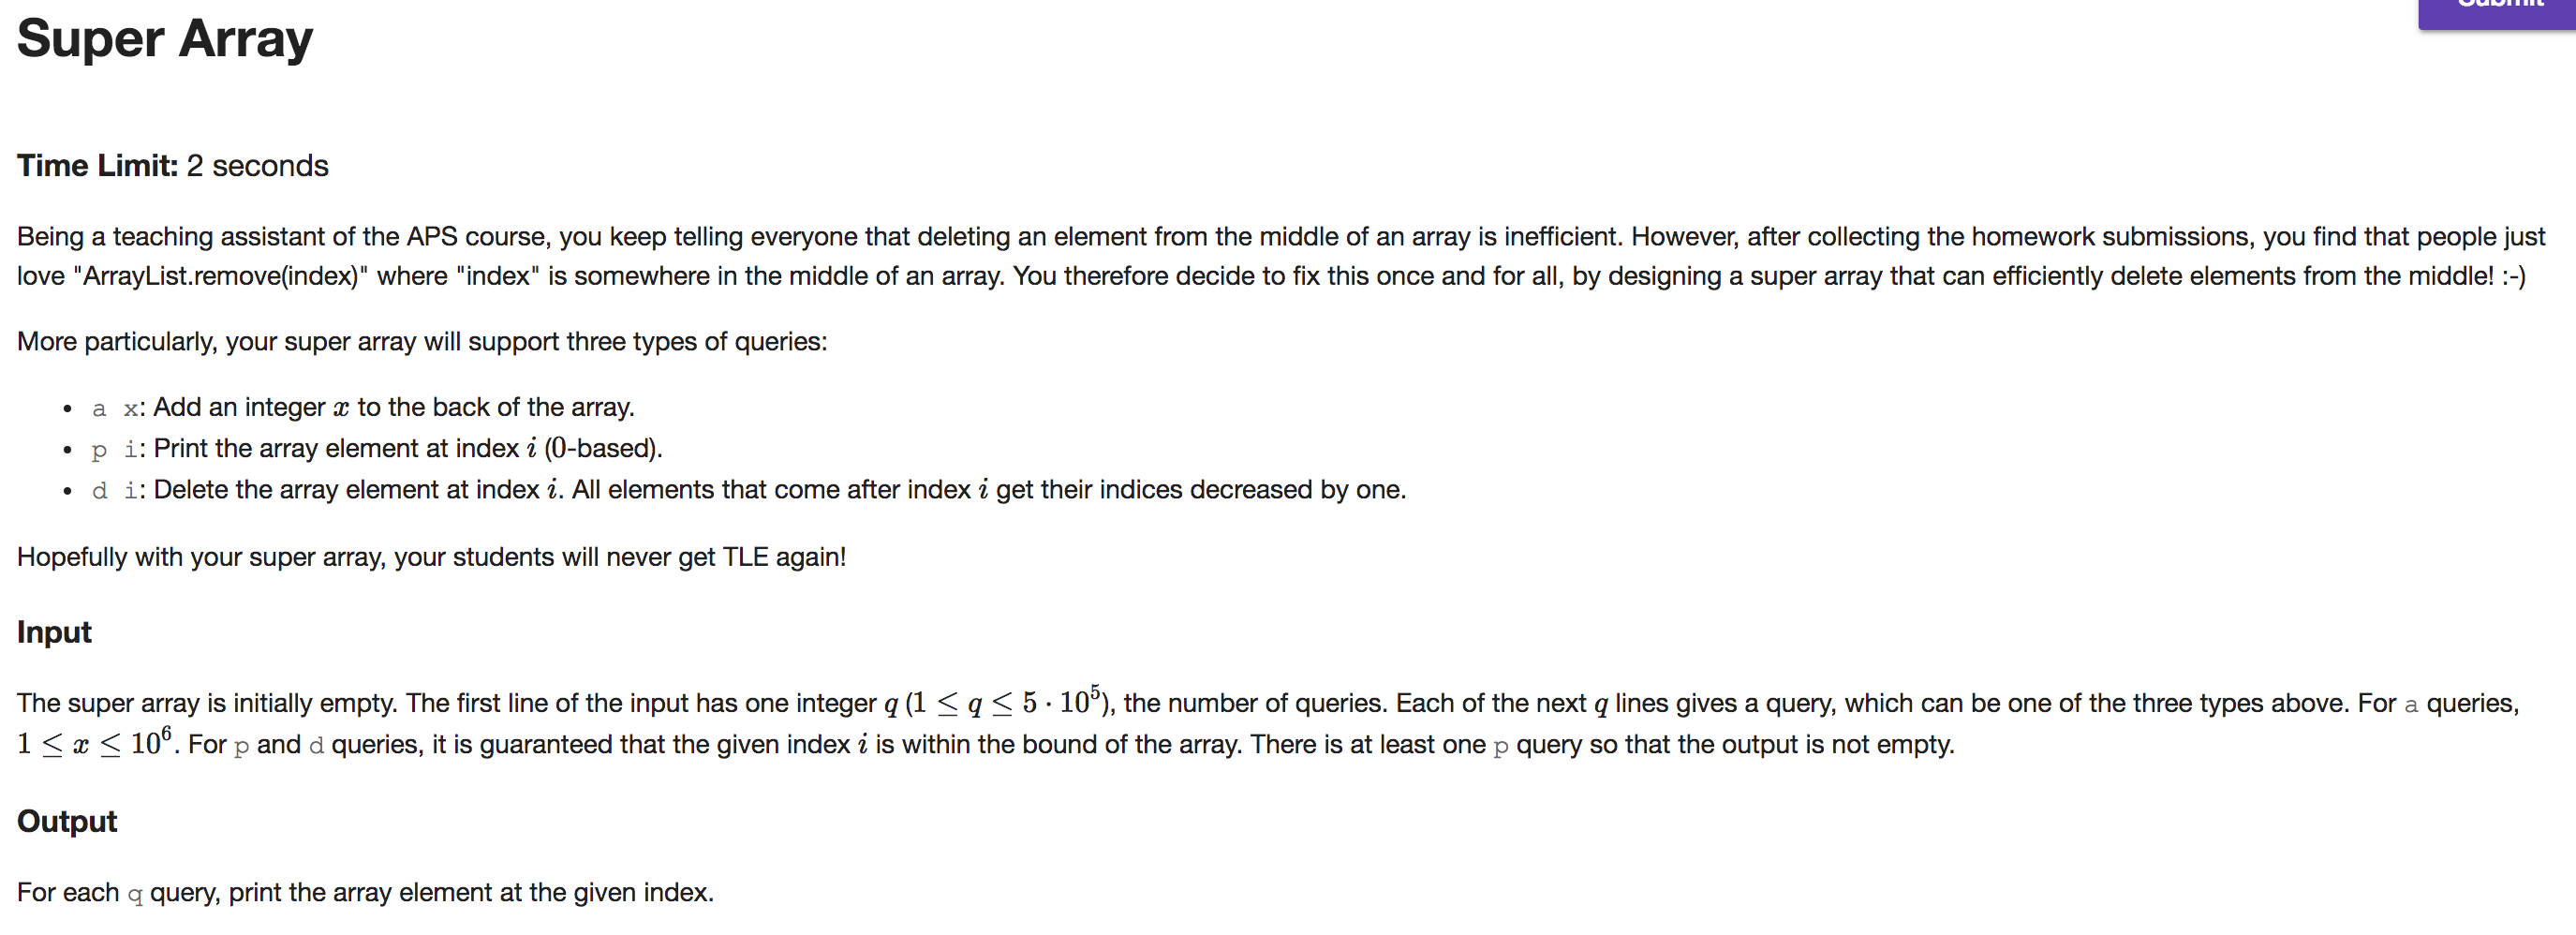 Submit
Super Array
Time Limit: 2 seconds
Being a teaching assistant of the APS course, you keep telling everyone that deleting an element from the middle of an array is inefficient. However, after collecting the homework submissions, you find that people just
love "ArrayList.remove(index)" where "index" is somewhere in the middle of an array. You therefore decide to fix this once and for all, by designing a super array that can efficiently delete elements from the middle! :-)
More particularly, your super array will support three types of queries:
• a x: Add an integer x to the back of the array.
• p i: Print the array element at index i (0-based).
• d i: Delete the array element at index i. All elements that come after index i get their indices decreased by one.
Hopefully with your super array, your students will never get TLE again!
Input
The super array is initially empty. The first line of the input has one integer q (1 ≤ q ≤ 5 · 10⁵), the number of queries. Each of the next q lines gives a query, which can be one of the three types above. For a queries,
1 ≤ x ≤ 10⁶. For p and d queries, it is guaranteed that the given index i is within the bound of the array. There is at least one p query so that the output is not empty.
Output
For each q query, print the array element at the given index.